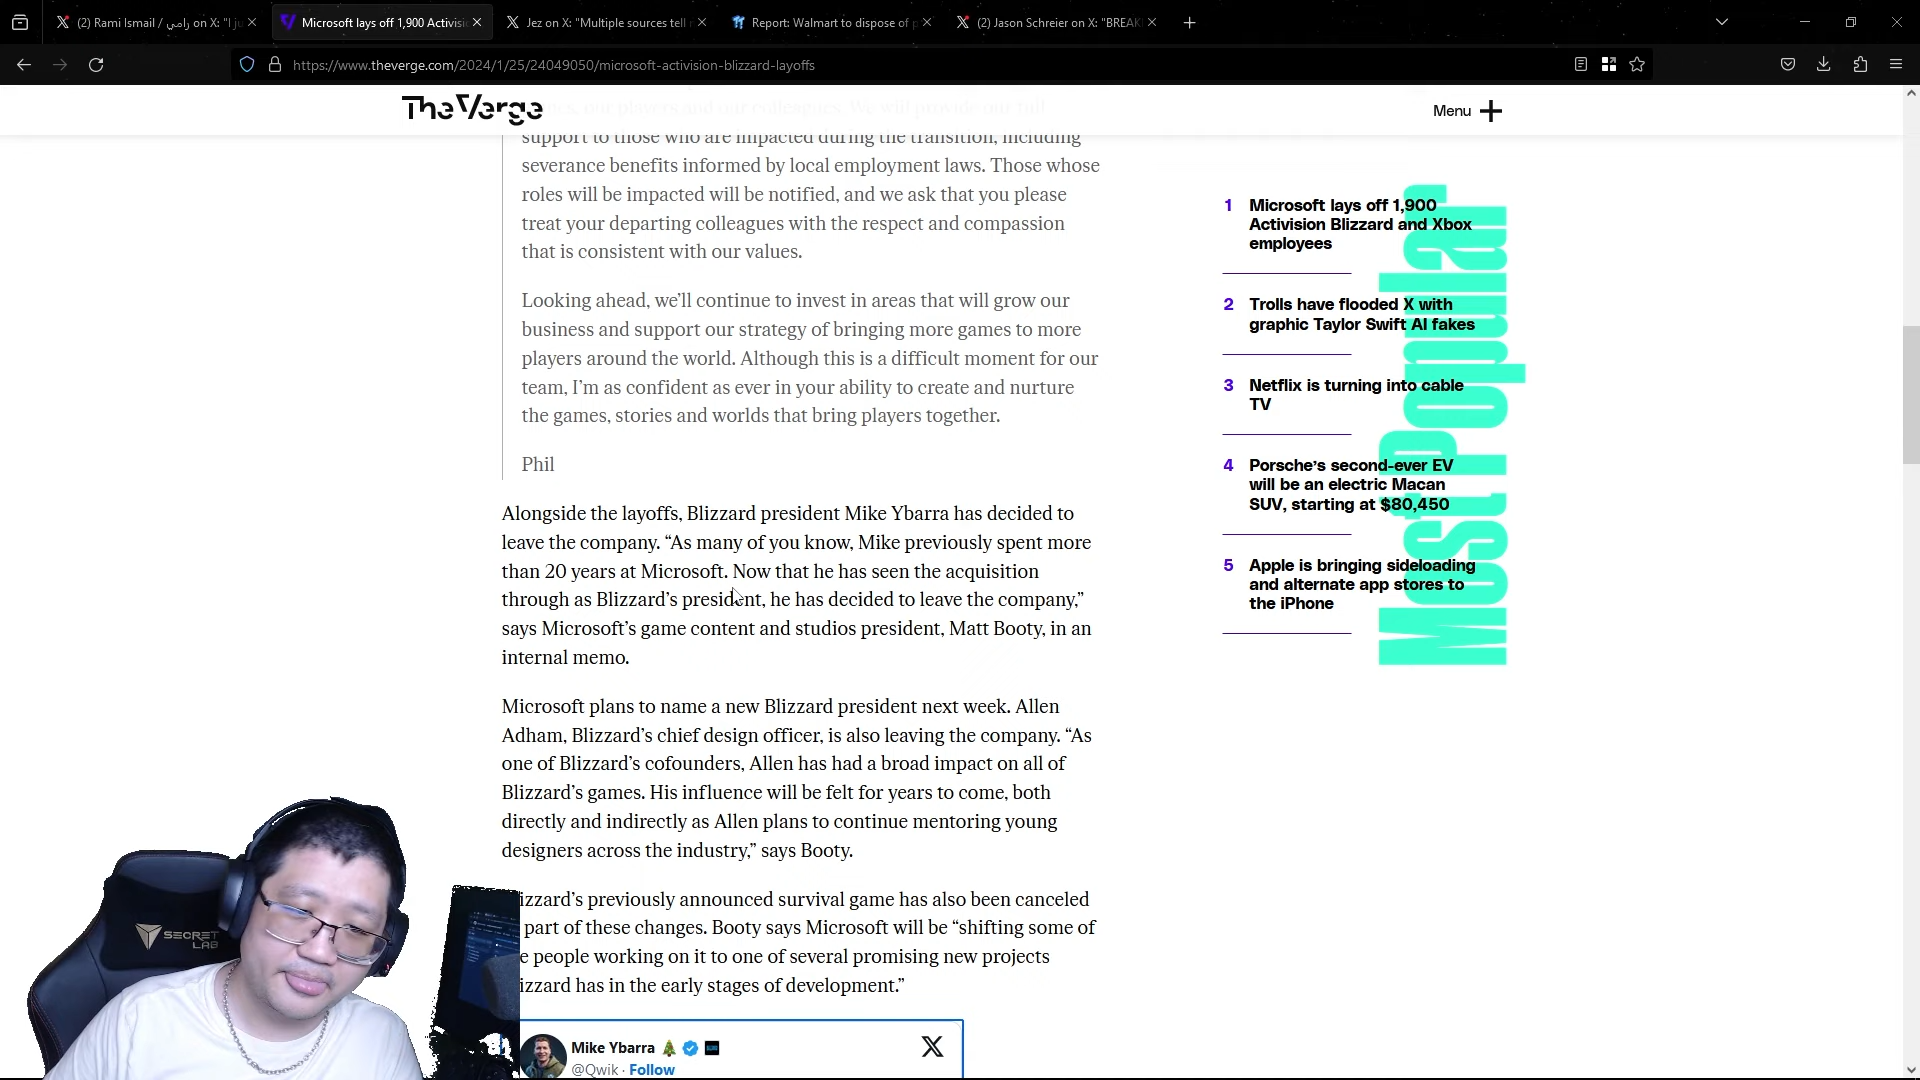 (2) Rami Ismail / رامي on X: "I ju
Microsoft lays off 1,900 Activisi
Jez on X: "Multiple sources tell
Report: Walmart to dispose of p
(2) Jason Schreier on X: "BREAK
https://www.theverge.com/2024/1/25/24049050/microsoft-activision-blizzard-layoffs
The Verge
Menu
our players and our colleagues. We will provide our full
support to those who are impacted during the transition, including
severance benefits informed by local employment laws. Those whose
roles will be impacted will be notified, and we ask that you please
treat your departing colleagues with the respect and compassion
that is consistent with our values.
Looking ahead, we'll continue to invest in areas that will grow our
business and support our strategy of bringing more games to more
players around the world. Although this is a difficult moment for our
team, I'm as confident as ever in your ability to create and nurture
the games, stories and worlds that bring players together.
Phil
Alongside the layoffs, Blizzard president Mike Ybarra has decided to
leave the company. “As many of you know, Mike previously spent more
than 20 years at Microsoft. Now that he has seen the acquisition
through as Blizzard’s president, he has decided to leave the company,”
says Microsoft’s game content and studios president, Matt Booty, in an
internal memo.
Microsoft plans to name a new Blizzard president next week. Allen
Adham, Blizzard’s chief design officer, is also leaving the company. “As
one of Blizzard’s cofounders, Allen has had a broad impact on all of
Blizzard’s games. His influence will be felt for years to come, both
directly and indirectly as Allen plans to continue mentoring young
designers across the industry,” says Booty.
izzard’s previously announced survival game has also been canceled
part of these changes. Booty says Microsoft will be “shifting some of
e people working on it to one of several promising new projects
izzard has in the early stages of development.”
Mike Ybarra
@Qwik · Follow
Most Popular
1 Microsoft lays off 1,900
Activision Blizzard and Xbox
employees
2 Trolls have flooded X with
graphic Taylor Swift AI fakes
3 Netflix is turning into cable
TV
4 Porsche’s second-ever EV
will be an electric Macan
SUV, starting at $80,450
5 Apple is bringing sideloading
and alternate app stores to
the iPhone
SECRET
LAB